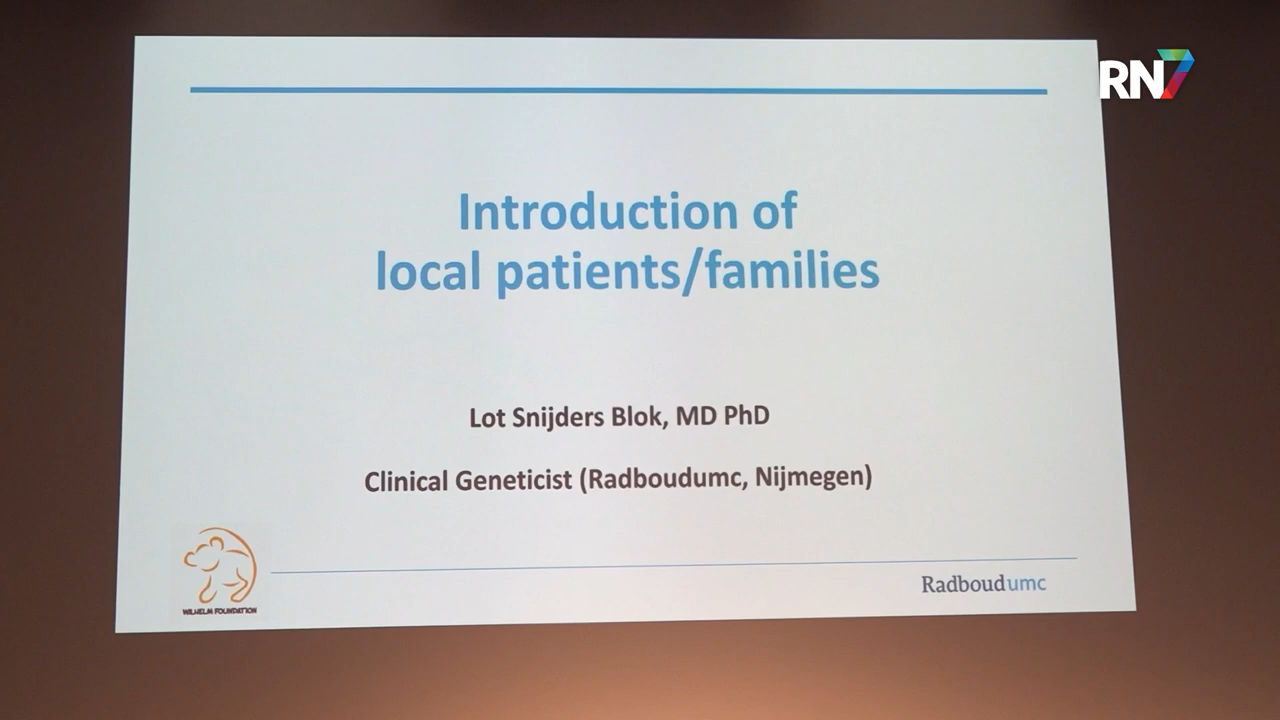 RN7
Introduction of
local patients/families
Lot Snijders Blok, MD PhD
Clinical Geneticist (Radboudumc, Nijmegen)
WILHELM FOUNDATION
Radboudumc